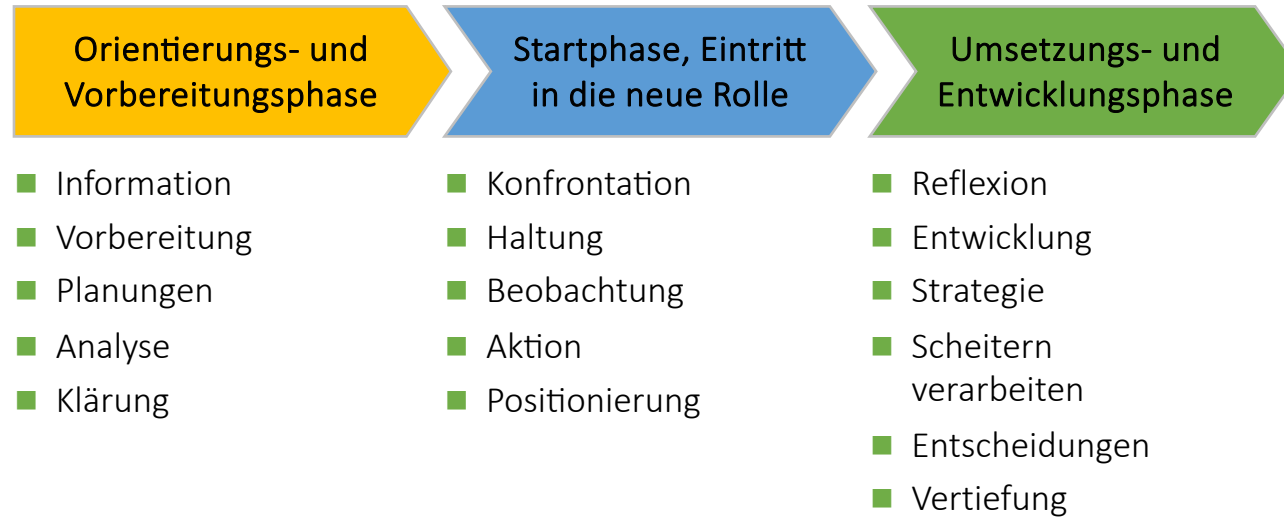 Orientierungs- und
Vorbereitungsphase
Information
Vorbereitung
Planungen
Analyse
Klärung
Startphase, Eintritt
in die neue Rolle
Konfrontation
Haltung
Beobachtung
Aktion
Positionierung
Umsetzungs- und
Entwicklungsphase
Reflexion
Entwicklung
Strategie
Scheitern
verarbeiten
Entscheidungen
Vertiefung